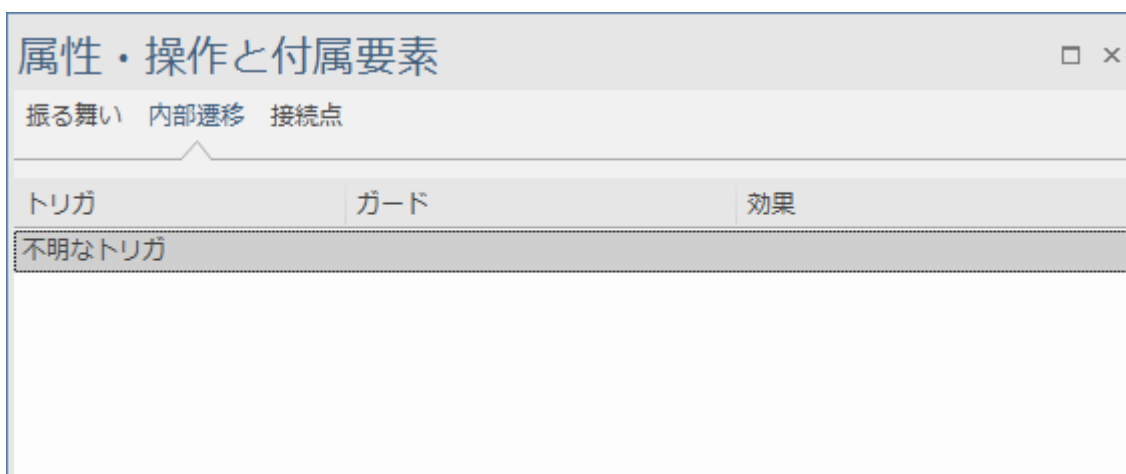 属性・操作と付属要素
振る舞い 内部遷移 接続点
トリガ ガード 効果
不明なトリガ